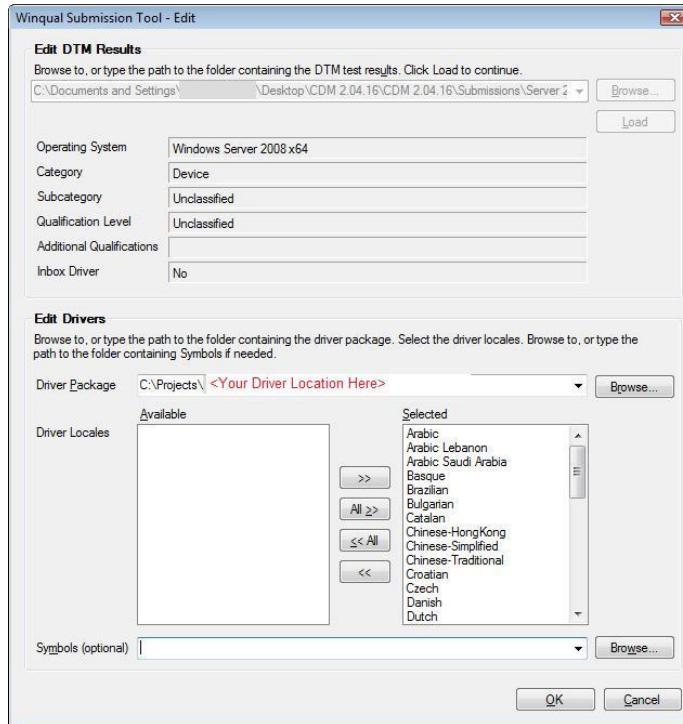 Winqual Submission Tool - Edit
Edit DTM Results
Browse to, or type the path to the folder containing the DTM test results. Click Load to continue.
C:\Documents and Settings\ \Desktop\CDM 2.04.16\CDM 2.04.16\Submissions\Server 2
Browse...
Load
Operating System Windows Server 2008 x64
Category Device
Subcategory Unclassified
Qualification Level Unclassified
Additional Qualifications
Inbox Driver No
Edit Drivers
Browse to, or type the path to the folder containing the driver package. Select the driver locales. Browse to, or type the
path to the folder containing Symbols if needed.
Driver Package C:\Projects\ <Your Driver Location Here> Browse...
Available Selected
Driver Locales
Arabic
Arabic Lebanon
Arabic Saudi Arabia
Basque
Brazilian
Bulgarian
Catalan
Chinese-HongKong
Chinese-Simplified
Chinese-Traditional
Croatian
Czech
Danish
Dutch
>>
All >>
<< All
<<
Symbols (optional) Browse...
OK Cancel